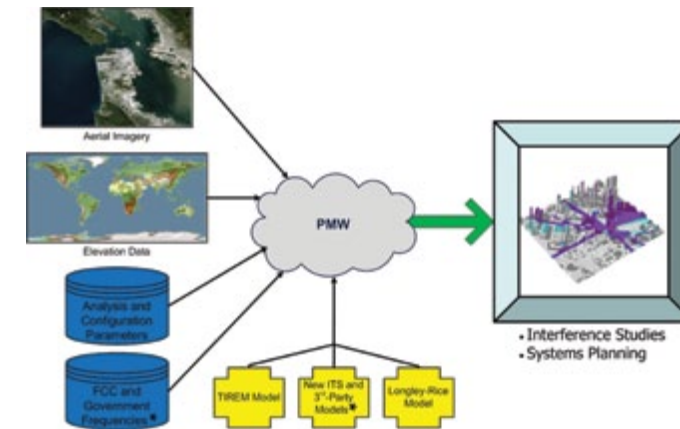 Aerial Imagery
Elevation Data
PMW
Analysis and
Configuration
Parameters
FCC and
Government
Frequencies*
TIREM Model
New ITS and
3rd-Party
Models*
Longley-Rice
Model
• Interference Studies
• Systems Planning